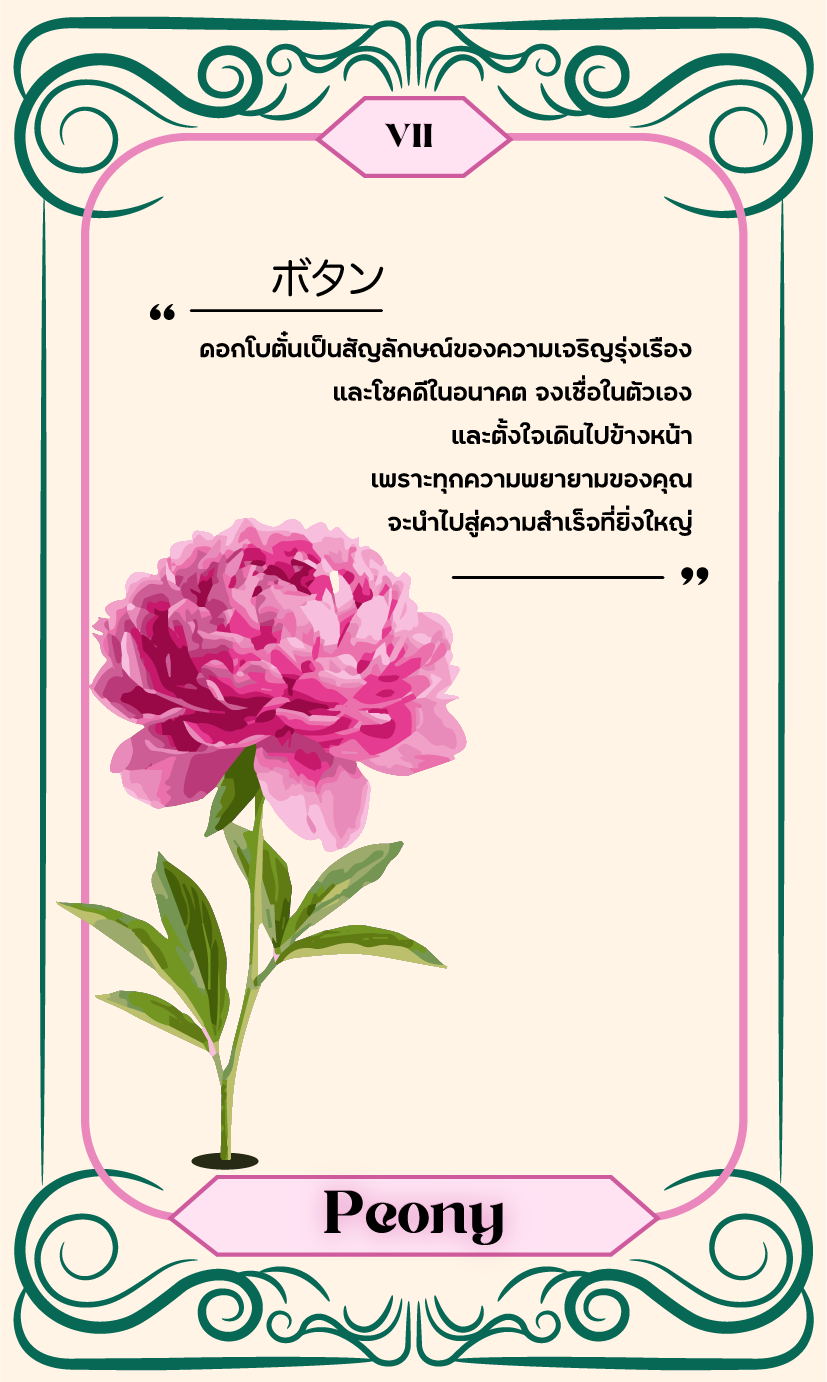 VII
ボタン
“
ดอกโบตั๋นเป็นสัญลักษณ์ของความเจริญรุ่งเรือง
และโชคดีในอนาคต จงเชื่อในตัวเอง
และตั้งใจเดินไปข้างหน้า
เพราะทุกความพยายามของคุณ
จะนำไปสู่ความสำเร็จที่ยิ่งใหญ่
”
Peony